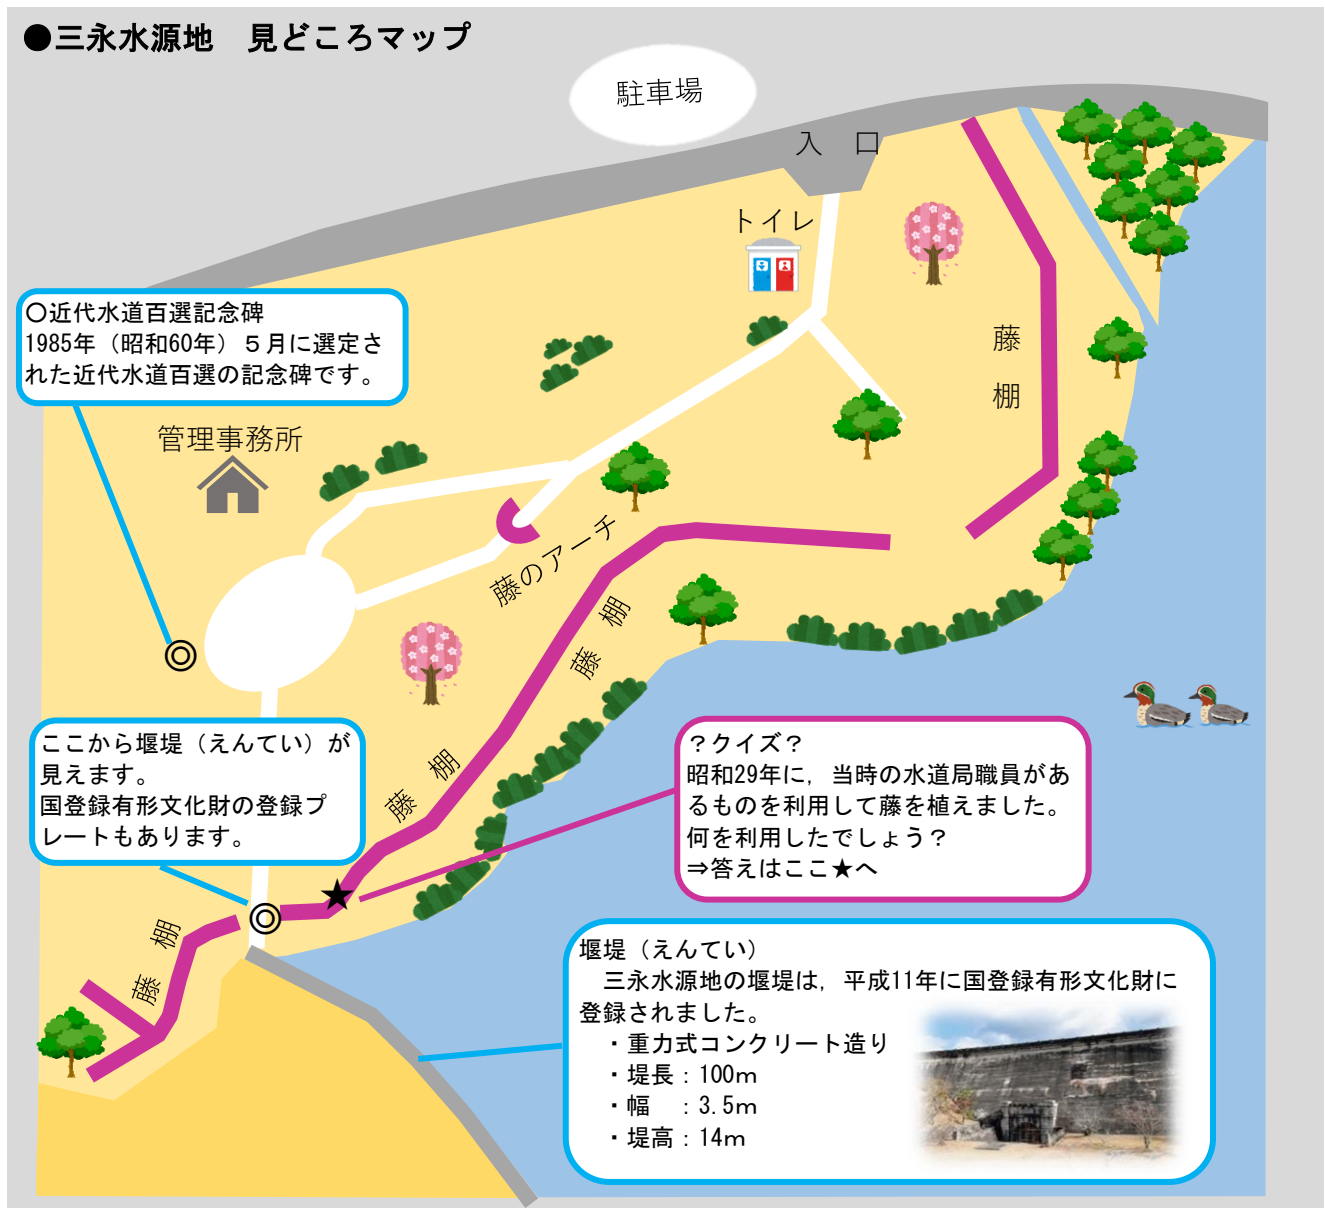 ●三永水源地　見どころマップ
駐車場
入　口
トイレ
〇近代水道百選記念碑
1985年（昭和60年）５月に選定さ
れた近代水道百選の記念碑です。
藤棚
管理事務所
藤のアーチ
藤棚
藤棚
ここから堰堤（えんてい）が
見えます。
国登録有形文化財の登録プ
レートもあります。
？クイズ？
昭和29年に，当時の水道局職員があ
るものを利用して藤を植えました。
何を利用したでしょう？
⇒答えはここ★へ
藤棚
堰堤（えんてい）
　三永水源地の堰堤は，平成11年に国登録有形文化財に
登録されました。
・重力式コンクリート造り
・堤長：100ｍ
・幅　：3.5ｍ
・堤高：14ｍ